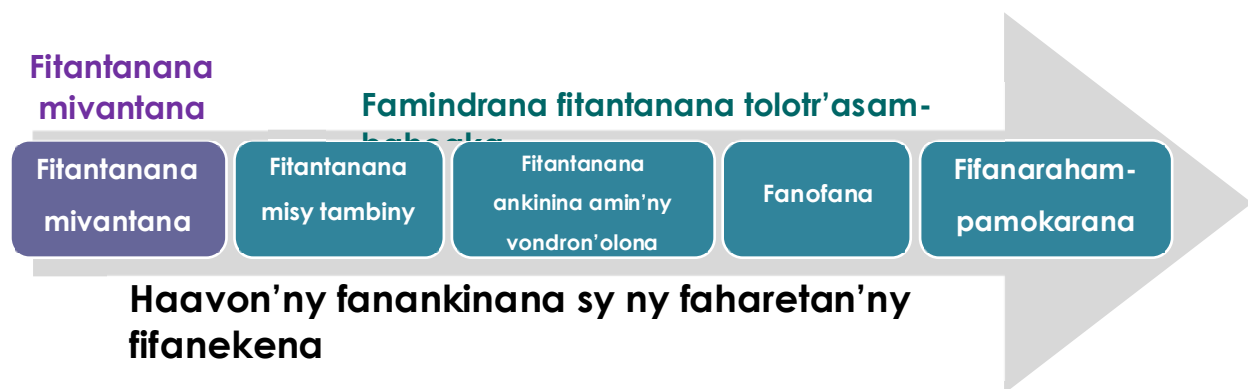 Fitantanana
mivantana
Famindrana fitantanana tolotr’asam-
Fitantanana
mivantana
Fitantanana
misy tambiny
Fitantanana
ankinina amin’ny
vondron’olona
Fanofana
Fifanaraham-
pamokarana
Haavon’ny fanankinana sy ny faharetan’ny
fifanekena